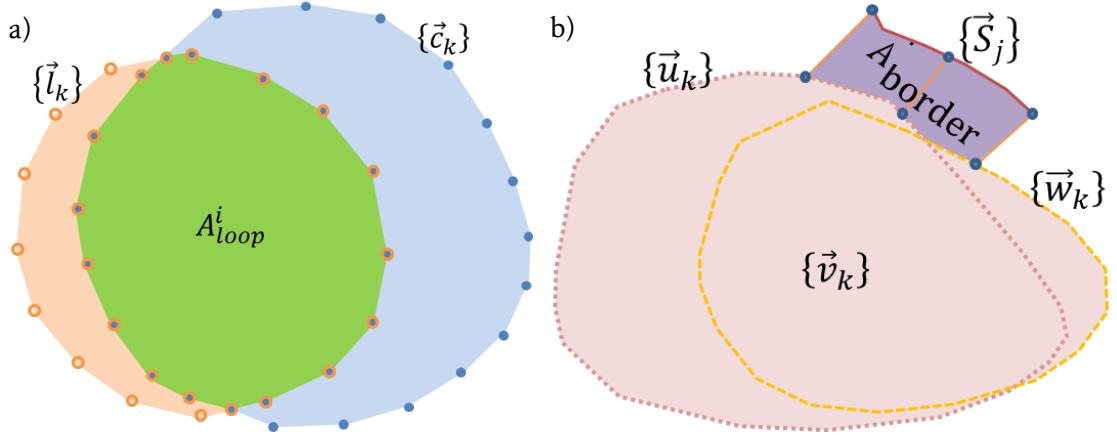 a)
{l⃗_k}
{c⃗_k}
A^i_loop
b)
{u⃗_k}
{S⃗_j}
A_border
{w⃗_k}
{v⃗_k}